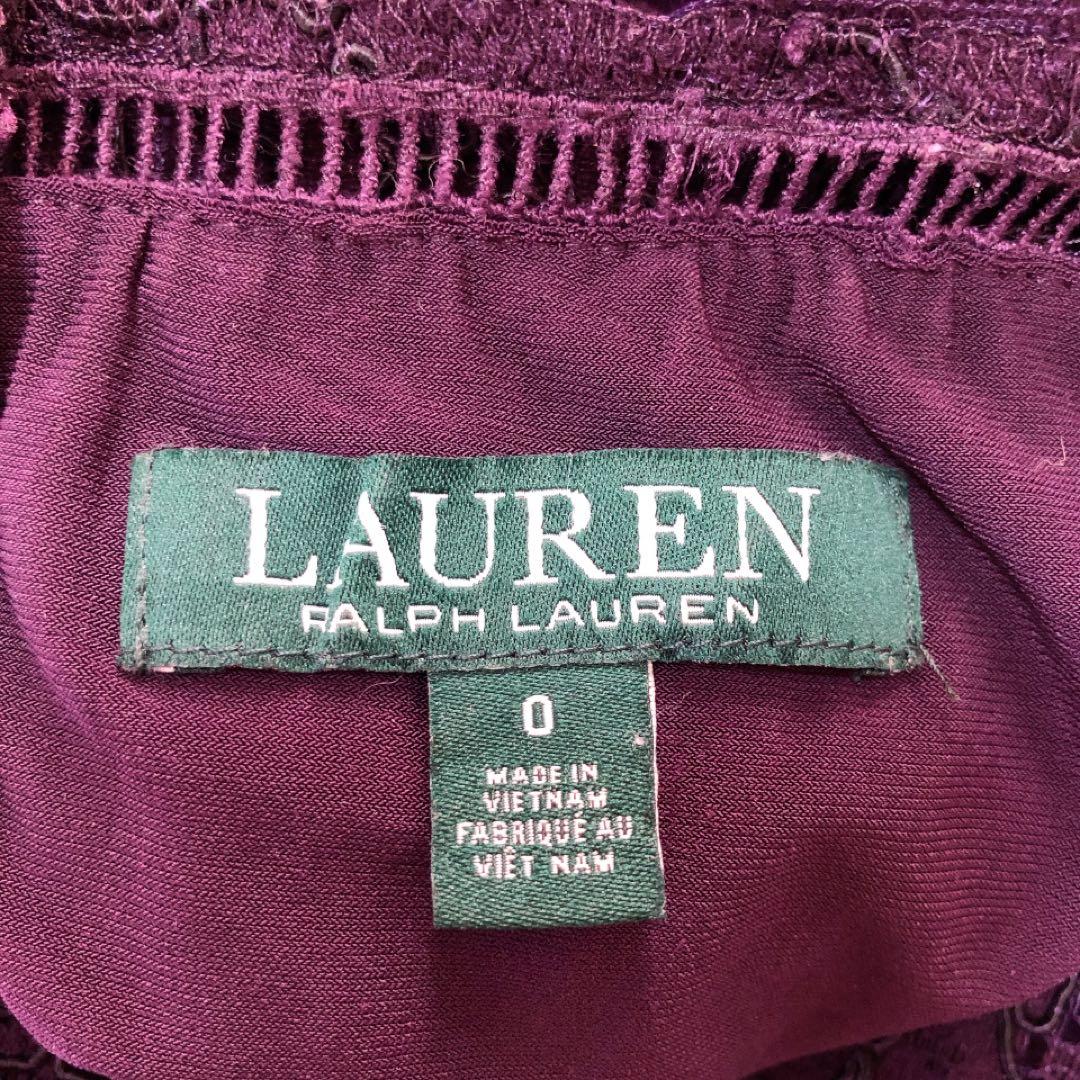 LAUREN
RALPH LAUREN
0
MADE IN
VIETNAM
FABRIQUÉ AU
VIÊT NAM